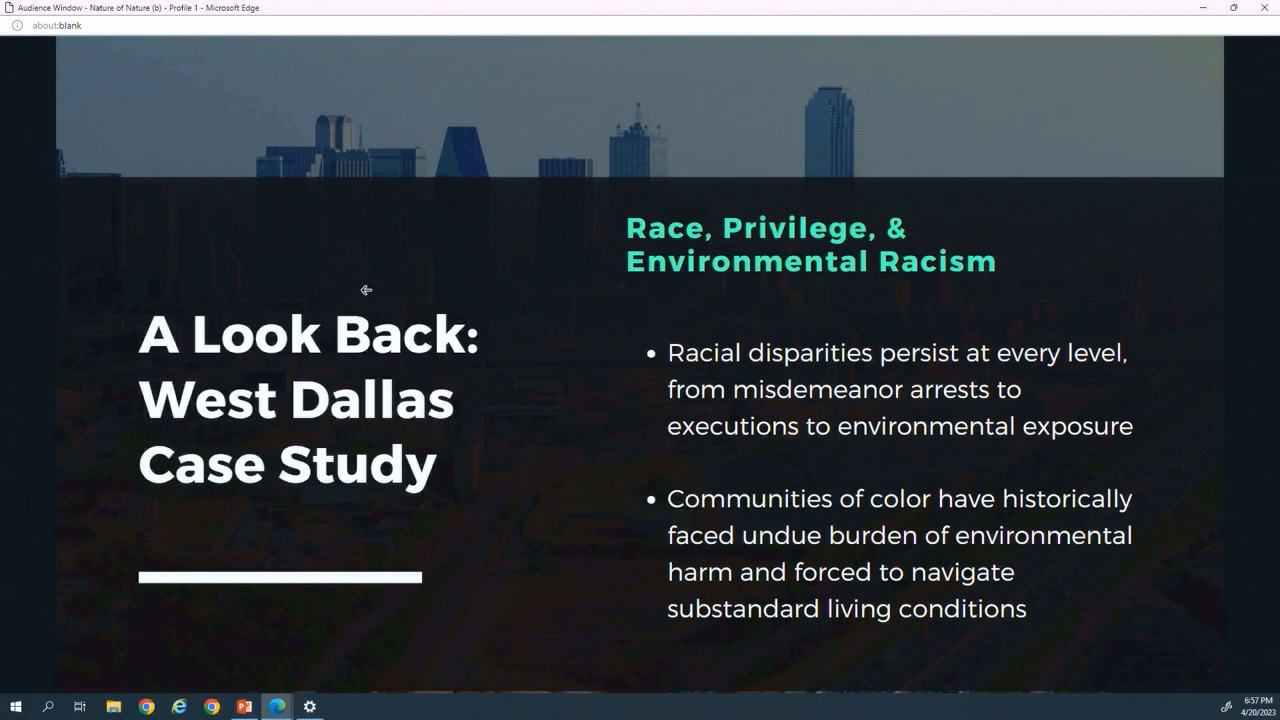 Audience Window - Nature of Nature (b) - Profile 1 - Microsoft Edge
about:blank
Race, Privilege, &
Environmental Racism
A Look Back:
West Dallas
Case Study
• Racial disparities persist at every level,
from misdemeanor arrests to
executions to environmental exposure
• Communities of color have historically
faced undue burden of environmental
harm and forced to navigate
substandard living conditions
6:57 PM
4/20/2023